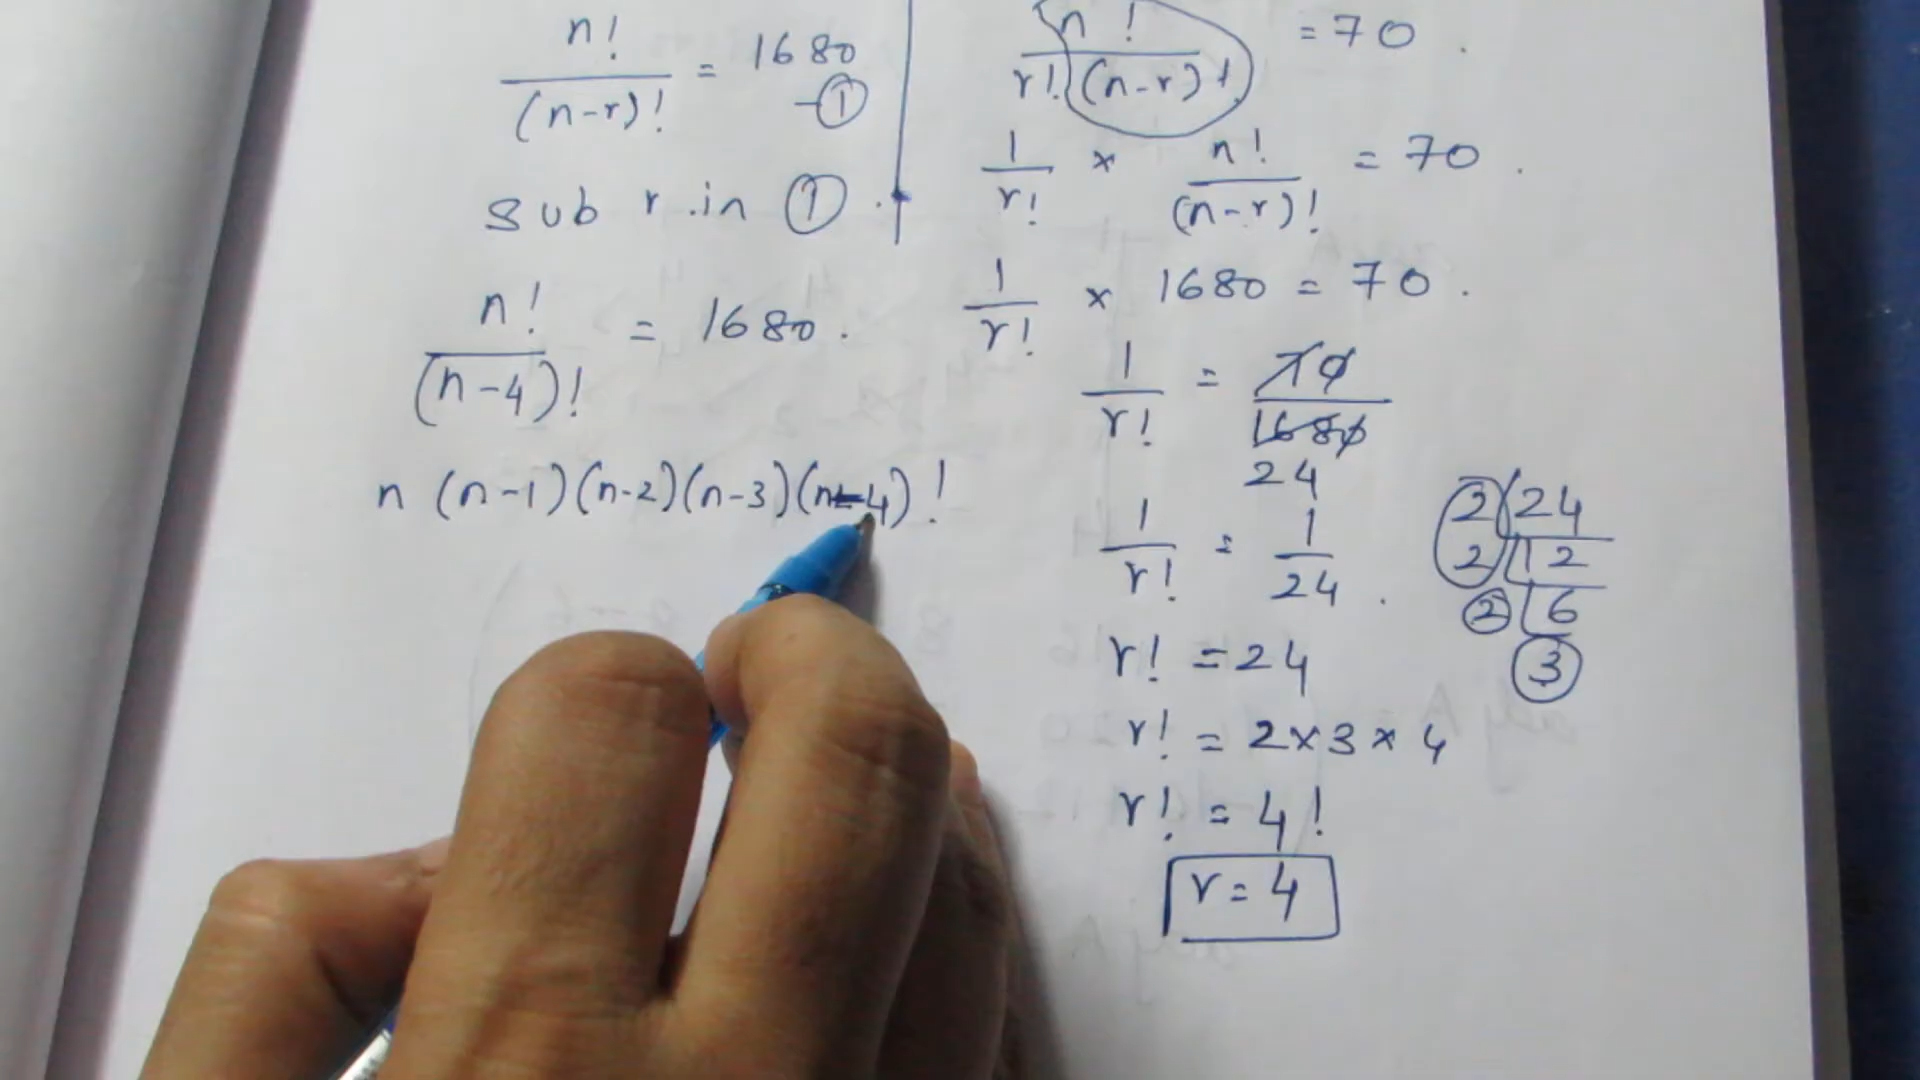 n! / (n-r)! = 1680 -①
sub r in ①.
n! / (n-4)! = 1680.
n (n-1)(n-2)(n-3)(n-4)!
n! / r! (n-r)! = 70.
1/r! × n!/(n-r)! = 70.
1/r! × 1680 = 70.
1/r! = 70/1680
24
1/r! = 1/24.
r! = 24
r! = 2×3×4
r! = 4!
r = 4
2 24
2 12
2 6
3